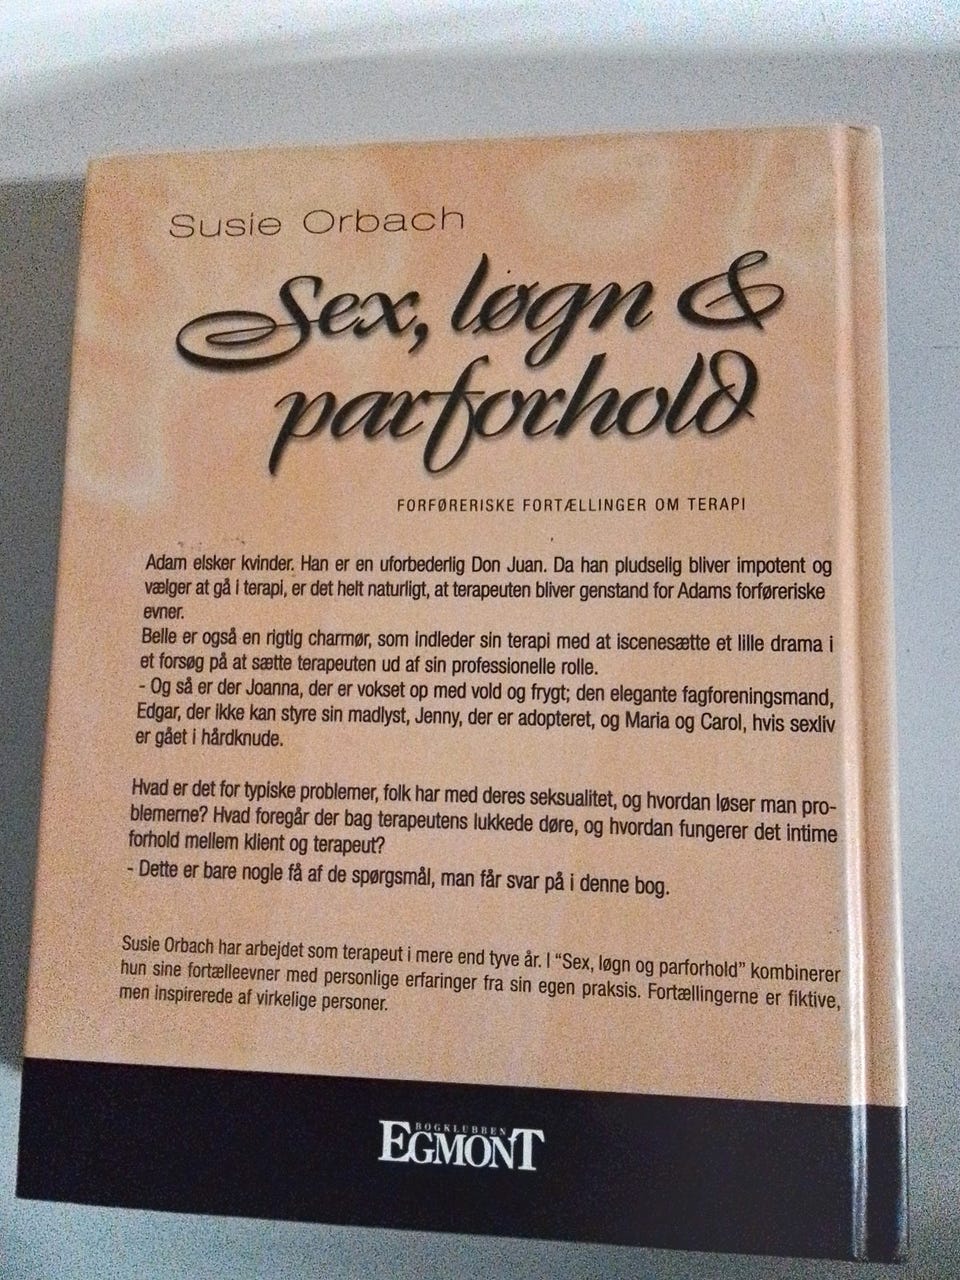 Susie Orbach
Sex, løgn &
parforhold
FORFØRERISKE FORTÆLLINGER OM TERAPI
Adam elsker kvinder. Han er en uforbederlig Don Juan. Da han pludselig bliver impotent og
vælger at gå i terapi, er det helt naturligt, at terapeuten bliver genstand for Adams forføreriske
evner.
Belle er også en rigtig charmør, som indleder sin terapi med at iscenesætte et lille drama i
et forsøg på at sætte terapeuten ud af sin professionelle rolle.
- Og så er der Joanna, der er vokset op med vold og frygt; den elegante fagforeningsmand,
Edgar, der ikke kan styre sin madlyst, Jenny, der er adopteret, og Maria og Carol, hvis sexliv
er gået i hårdknude.
Hvad er det for typiske problemer, folk har med deres seksualitet, og hvordan løser man pro-
blemerne? Hvad foregår der bag terapeutens lukkede døre, og hvordan fungerer det intime
forhold mellem klient og terapeut?
- Dette er bare nogle få af de spørgsmål, man får svar på i denne bog.
Susie Orbach har arbejdet som terapeut i mere end tyve år. I "Sex, løgn og parforhold" kombinerer
hun sine fortælleevner med personlige erfaringer fra sin egen praksis. Fortællingerne er fiktive,
men inspirerede af virkelige personer.
BOGKLUBBEN
EGMONT